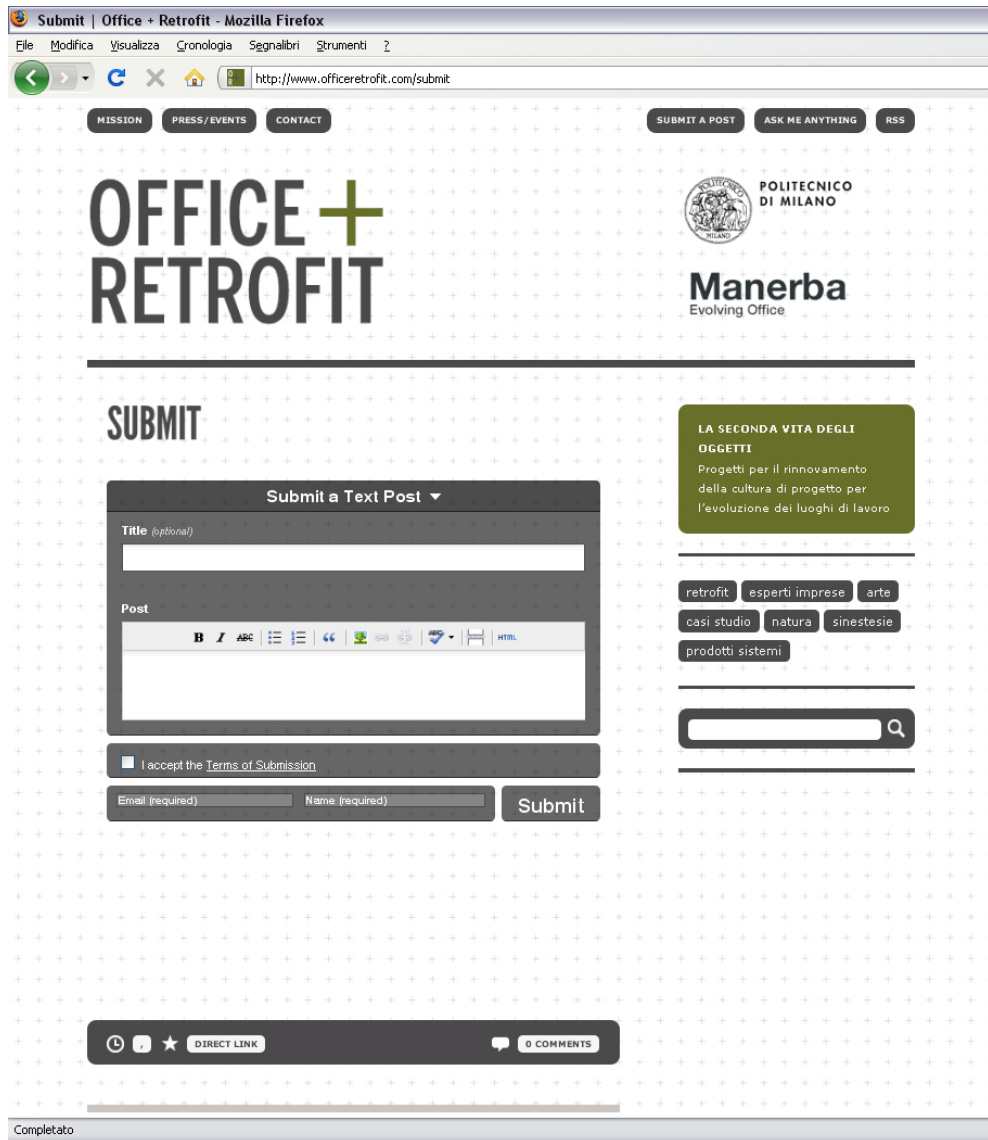 Submit | Office + Retrofit - Mozilla Firefox
File Modifica Visualizza Cronologia Segnalibri Strumenti ?
http://www.officeretrofit.com/submit
MISSION PRESS/EVENTS CONTACT SUBMIT A POST ASK ME ANYTHING RSS
OFFICE+
RETROFIT
POLITECNICO
DI MILANO
POLITECNICO
MILANO
Manerba
Evolving Office
SUBMIT
Submit a Text Post
Title (optional)
Post
B I ABC “ ABC HTML
I accept the Terms of Submission
Email (required) Name (required) Submit
LA SECONDA VITA DEGLI
OGGETTI
Progetti per il rinnovamento
della cultura di progetto per
l'evoluzione dei luoghi di lavoro
retrofit esperti imprese arte
casi studio natura sinestesie
prodotti sistemi
, DIRECT LINK 0 COMMENTS
Completato